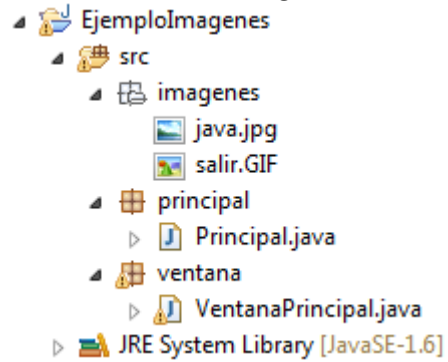 EjemploImagenes
src
imagenes
java.jpg
salir.GIF
principal
Principal.java
ventana
VentanaPrincipal.java
JRE System Library [JavaSE-1.6]